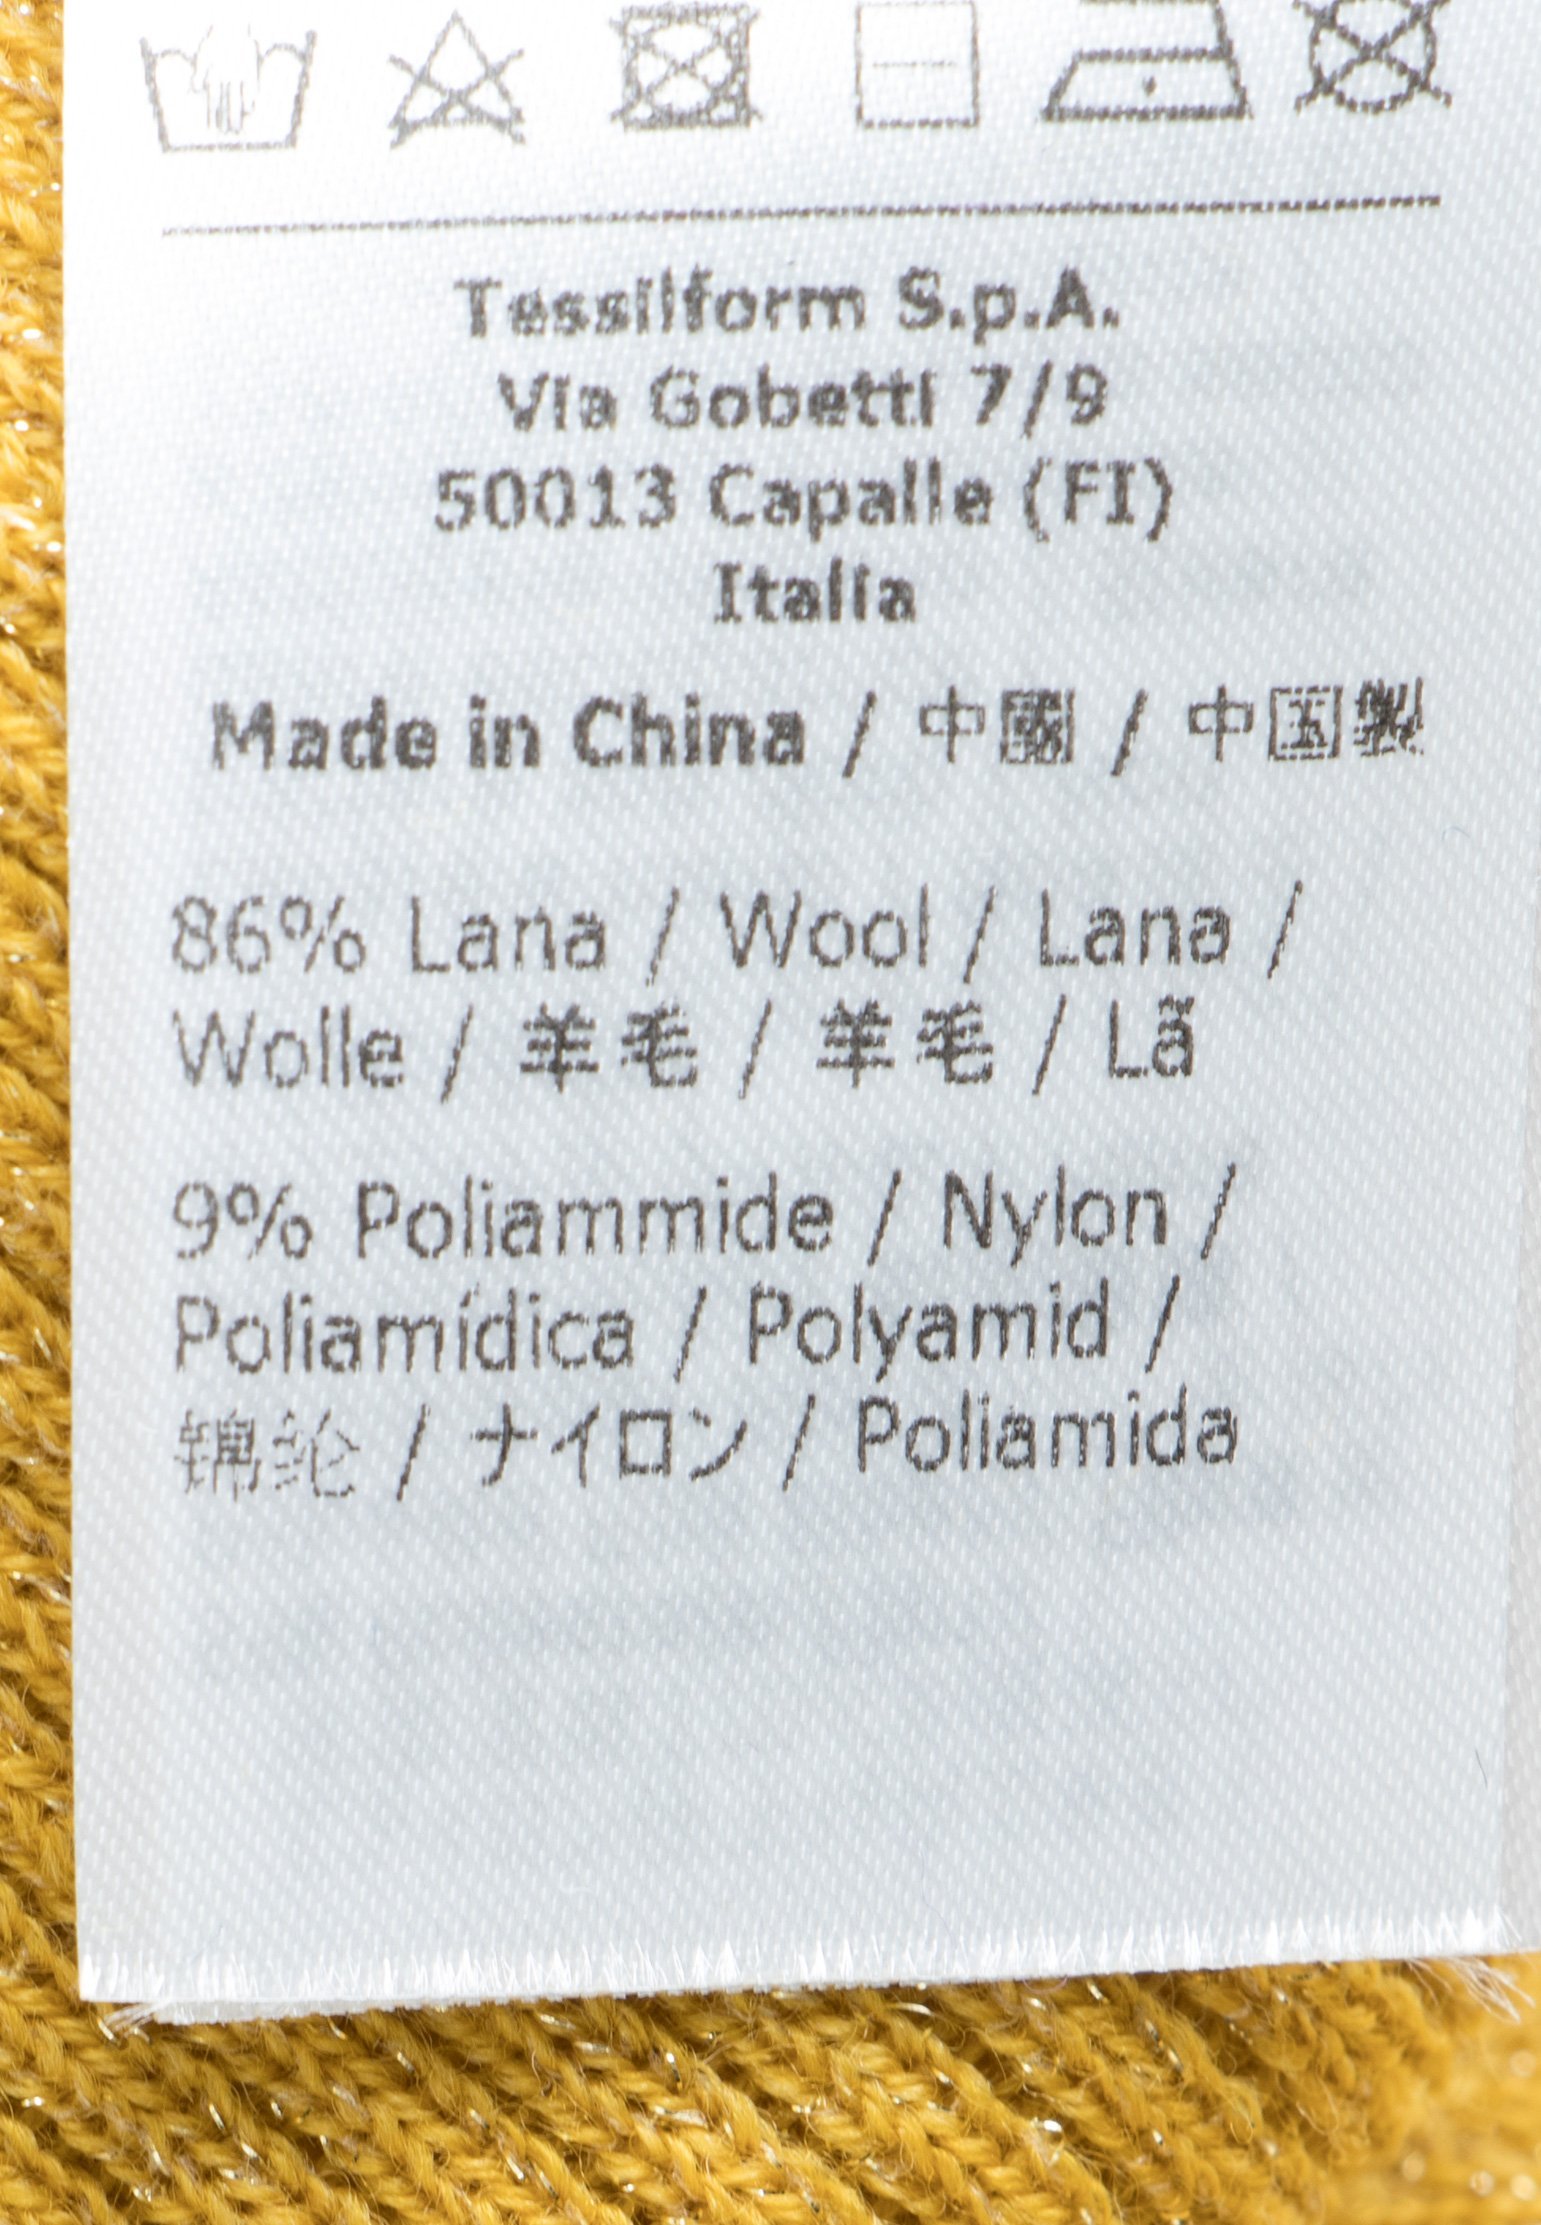 Tessilform S.p.A.
Via Gobetti 7/9
50013 Capalle (FI)
Italia
Made in China / 中國 / 中国製
86% Lana / Wool / Lana /
Wolle / 羊毛 / 羊毛 / Lã
9% Poliammide / Nylon /
Poliamídica / Polyamid /
锦纶 / ナイロン / Poliamida